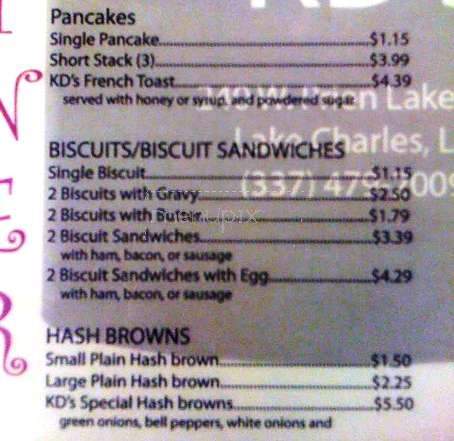 KD'S
Pancakes
Single Pancake $1.15
Short Stack (3) $3.99
KD's French Toast $4.39
served with honey or syrup, and powdered sugar
Lake
Lake Charles, L
(337)
BISCUITS/BISCUIT SANDWICHES
Single Biscuit $1.15
2 Biscuits with Gravy $2.50
2 Biscuits with Butter $1.79
2 Biscuit Sandwiches $3.39
with ham, bacon, or sausage
2 Biscuit Sandwiches with Egg $4.29
with ham, bacon, or sausage
HASH BROWNS
Small Plain Hash brown $1.50
Large Plain Hash brown $2.25
KD's Special Hash browns $5.50
green onions, bell peppers, white onions and
N
E
R